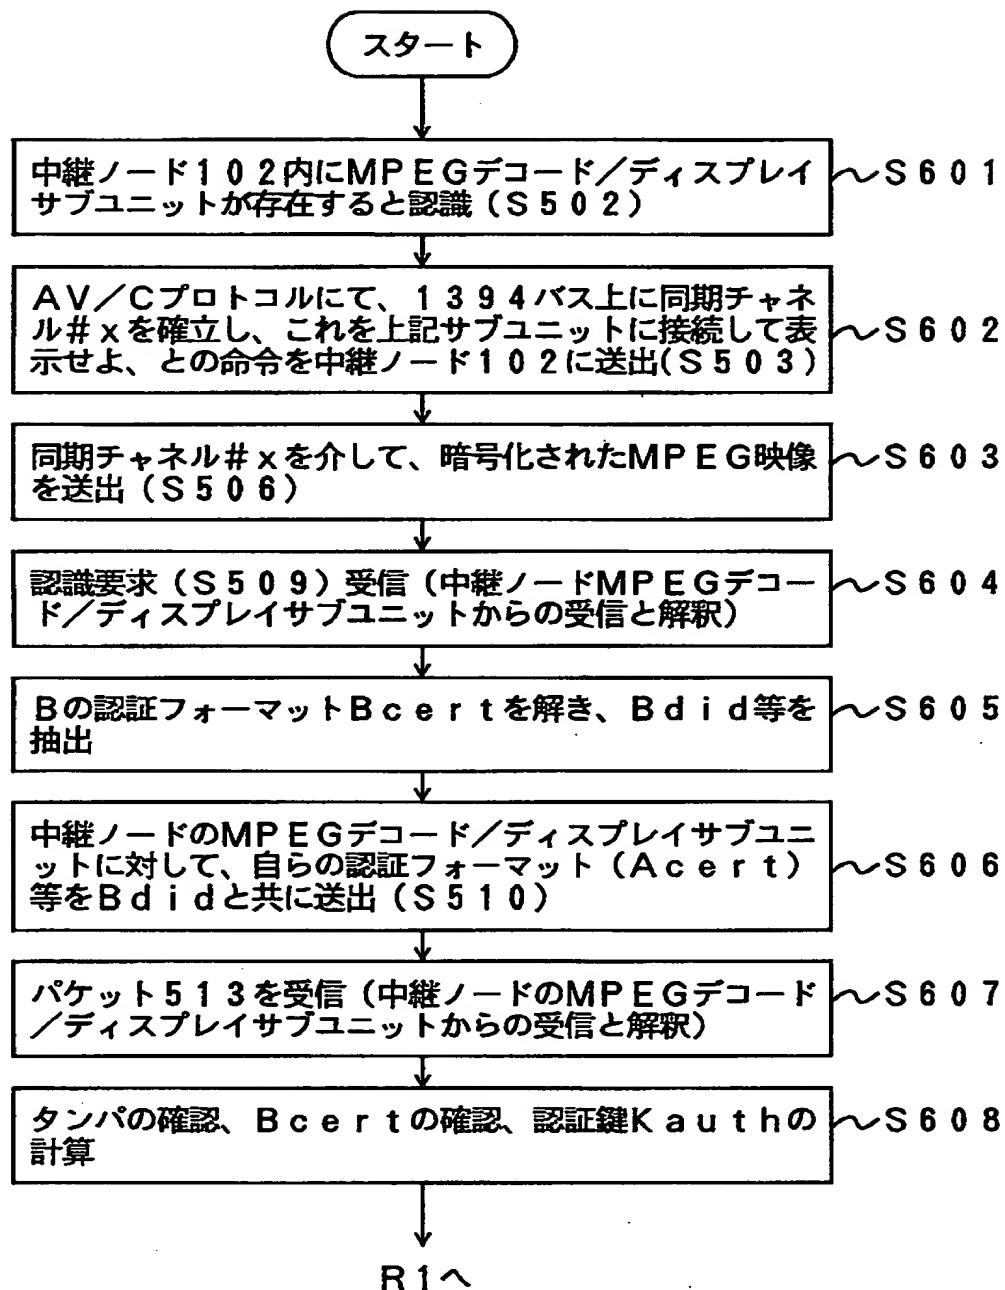 スタート
中継ノード102内にMPEGデコード/ディスプレイ
サブユニットが存在すると認識(S502)
~S601
AV/Cプロトコルにて、1394バス上に同期チャネ
ル#xを確立し、これを上記サブユニットに接続して表
示せよ、との命令を中継ノード102に送出(S503)
~S602
同期チャネル#xを介して、暗号化されたMPEG映像
を送出(S506)
~S603
認識要求(S509)受信(中継ノードMPEGデコー
ド/ディスプレイサブユニットからの受信と解釈)
~S604
Bの認証フォーマットBcertを解き、Bdid等を
抽出
~S605
中継ノードのMPEGデコード/ディスプレイサブユニ
ットに対して、自らの認証フォーマット(Acert)
等をBdidと共に送出(S510)
~S606
パケット513を受信(中継ノードのMPEGデコード
/ディスプレイサブユニットからの受信と解釈)
~S607
タンパの確認、Bcertの確認、認証鍵Kauthの
計算
~S608
R1へ